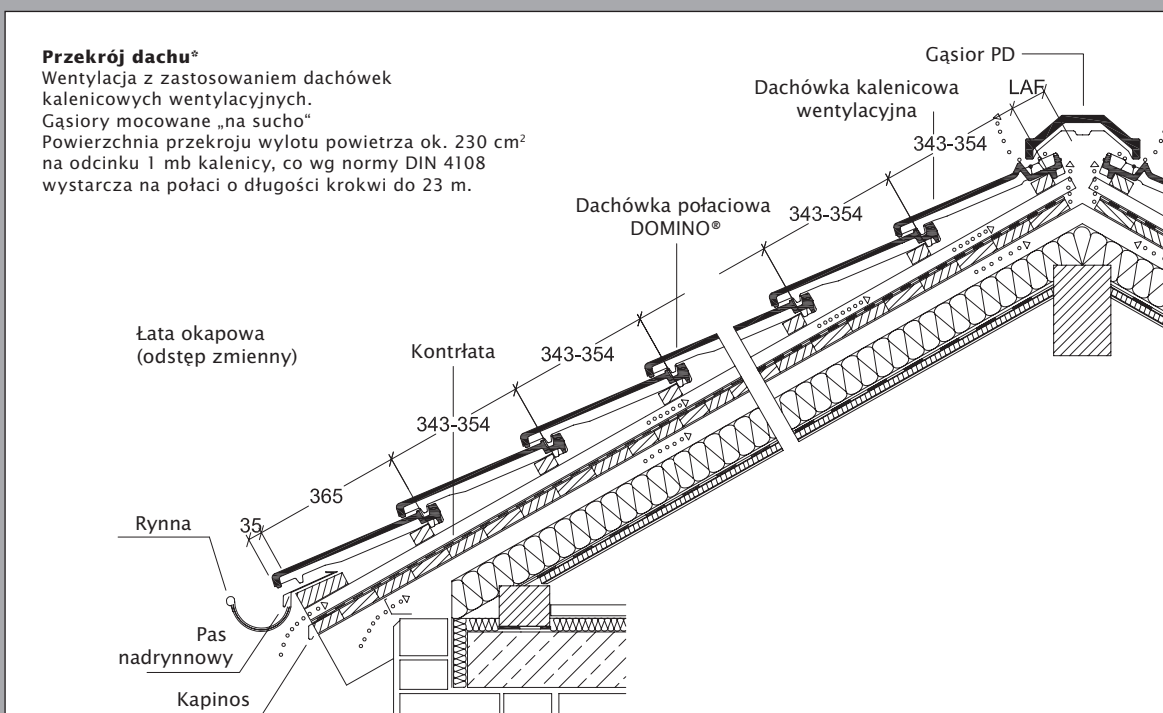 Przekrój dachu*
Wentylacja z zastosowaniem dachówek
kalenicowych wentylacyjnych.
Gąsiory mocowane „na sucho“
Powierzchnia przekroju wylotu powietrza ok. 230 cm²
na odcinku 1 mb kalenicy, co wg normy DIN 4108
wystarcza na połaci o długości krokwi do 23 m.
Gąsior PD
Dachówka kalenicowa
wentylacyjna
LAF
343-354
Dachówka połaciowa
DOMINO®
343-354
Łata okapowa
(odstęp zmienny)
Kontrłata
343-354
343-354
365
35
Rynna
Pas
nadrynnowy
Kapinos